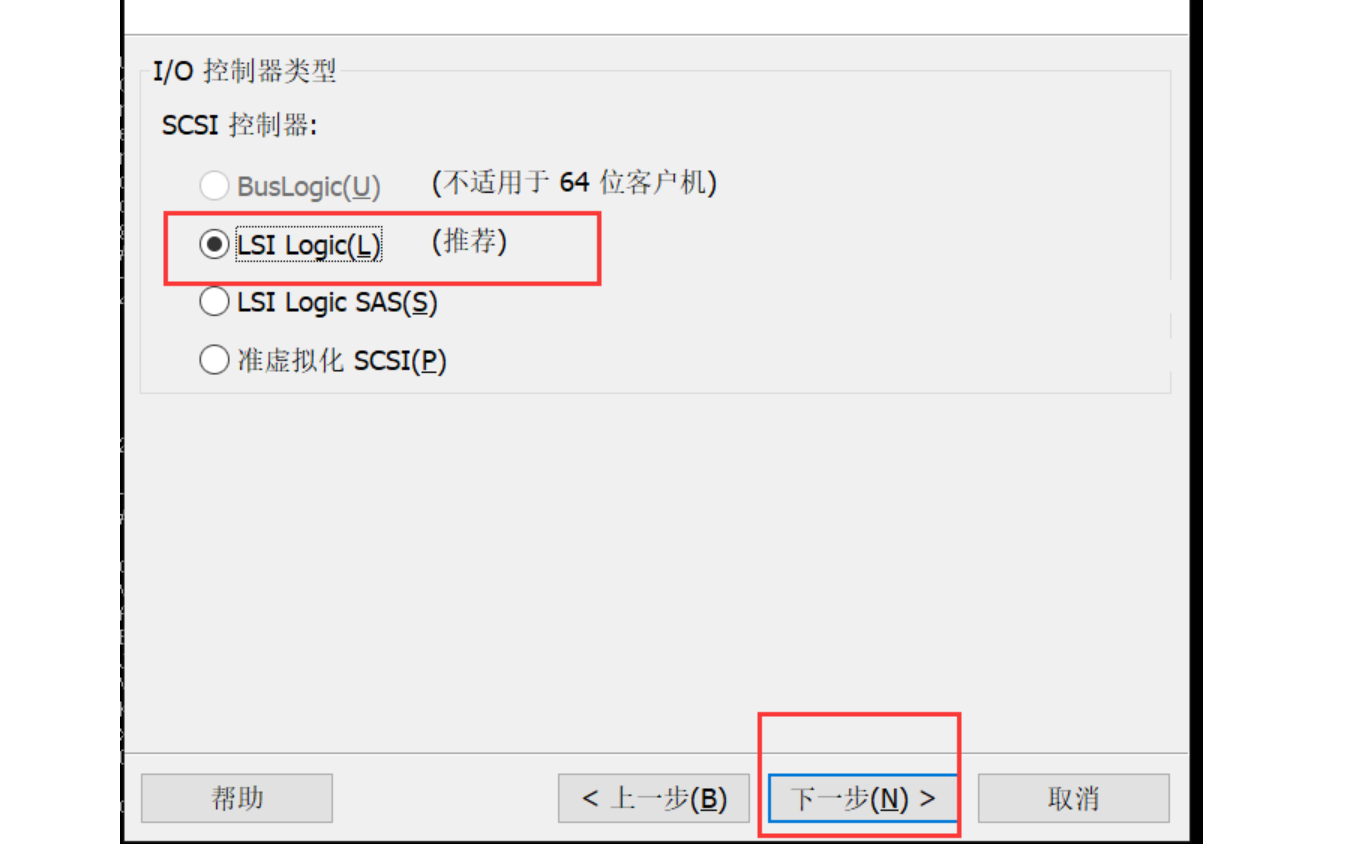 I/O 控制器类型
SCSI 控制器:
BusLogic(U) (不适用于 64 位客户机)
LSI Logic(L) (推荐)
LSI Logic SAS(S)
准虚拟化 SCSI(P)
帮助 < 上一步(B) 下一步(N) > 取消